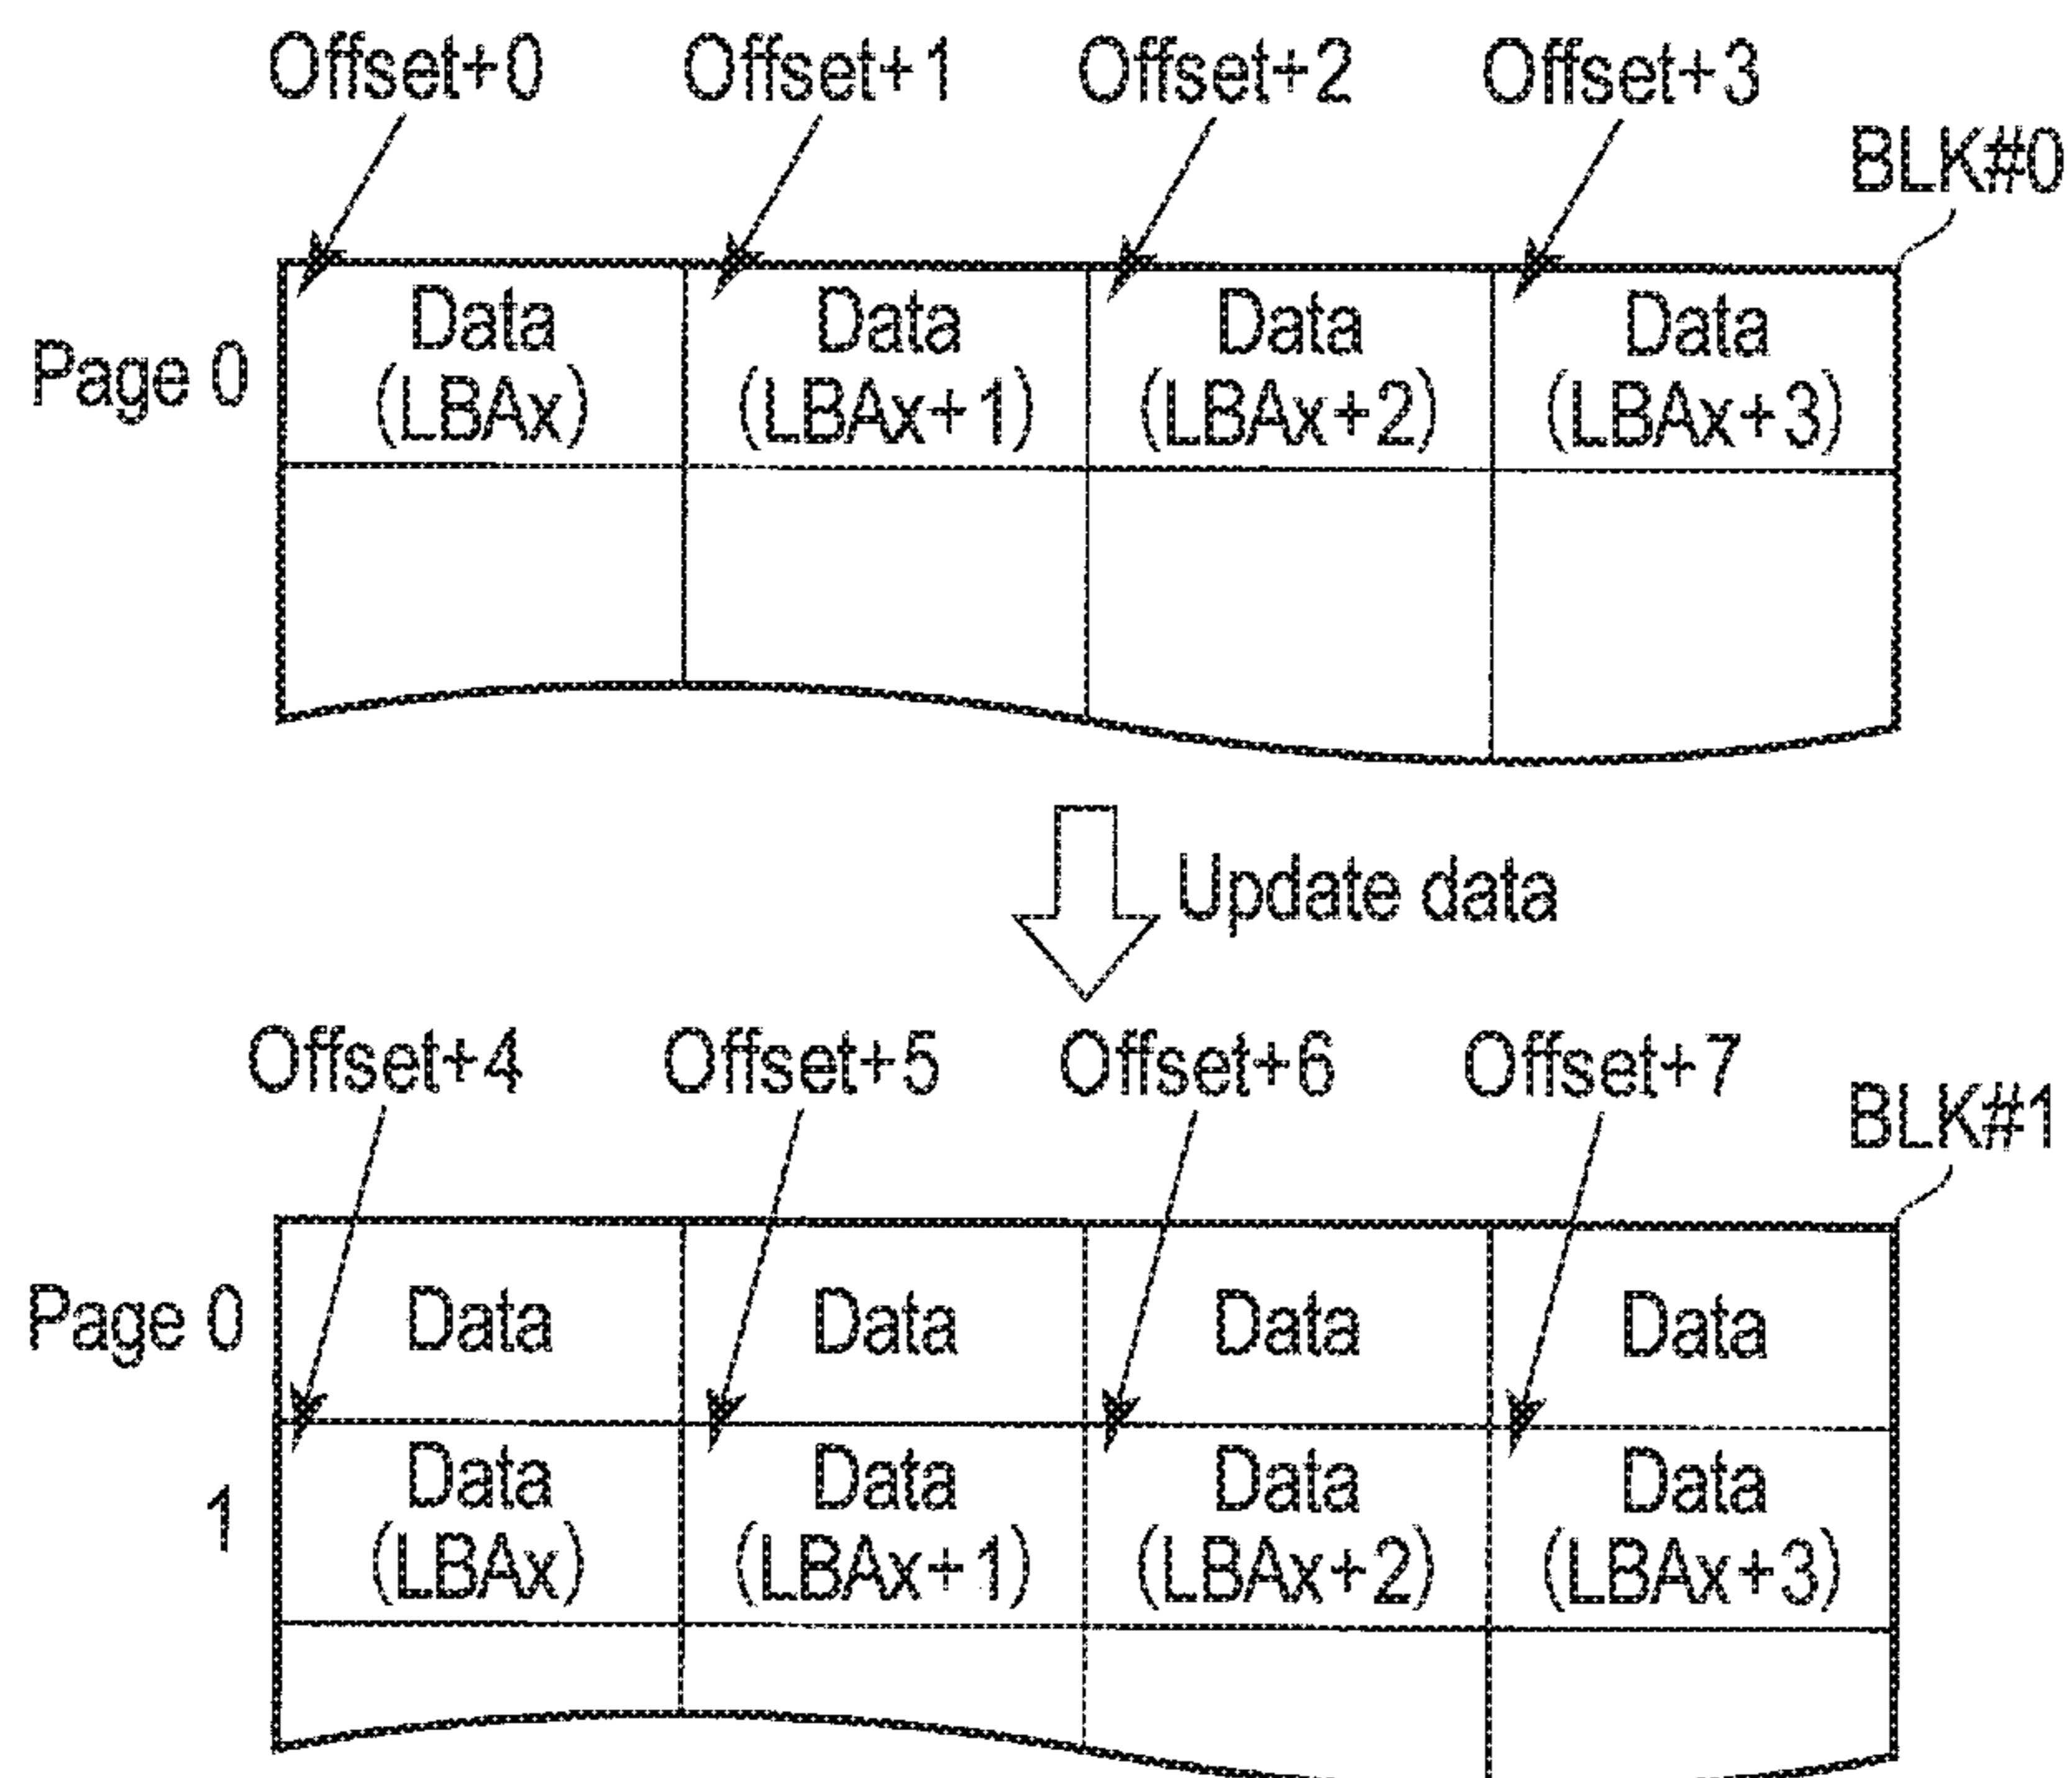 Offset+0 Offset+1 Offset+2 Offset+3
BLK#0
Page 0
Data Data Data Data
(LBAx) (LBAx+1) (LBAx+2) (LBAx+3)
Update data
Offset+4 Offset+5 Offset+6 Offset+7
BLK#1
Page 0 Data Data Data Data
1
Data Data Data Data
(LBAx) (LBAx+1) (LBAx+2) (LBAx+3)